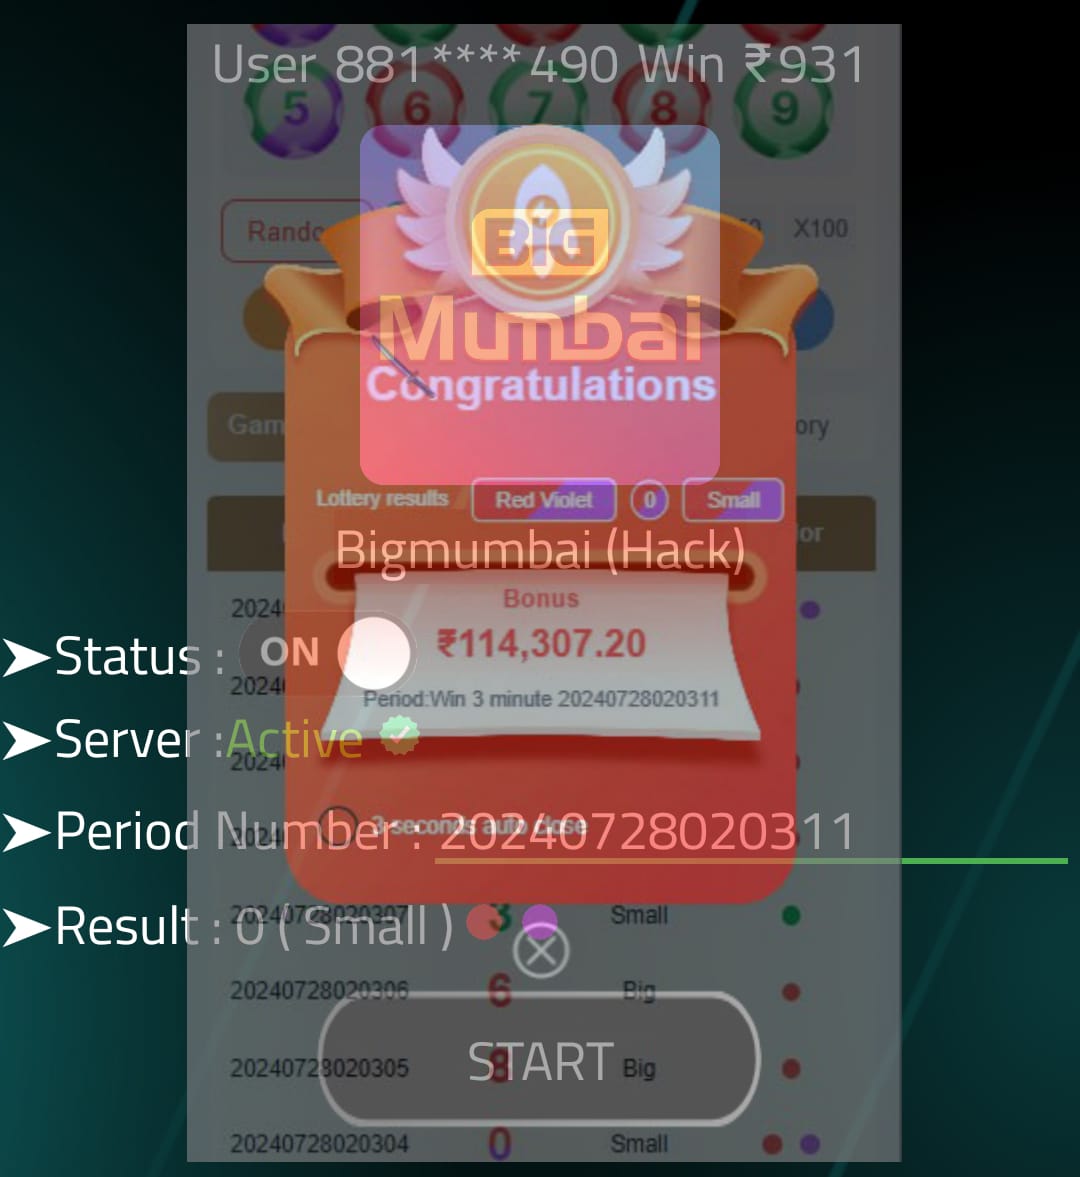 User 881****490 Win ₹931
5 6 7 8 9
X100
BIG
Mumbai
Congratulations
Lottery results Red Violet 0 Small
Bigmumbai (Hack)
Bonus
₹114,307.20
➤Status : ON
Period:Win 3 minute 20240728020311
➤Server :Active
➤Period Number : 20240728020311
3 seconds auto close
➤Result : 0 ( Small )
20240728020307 3 Small
20240728020306 6 Big
START
20240728020305 8 Big
20240728020304 0 Small